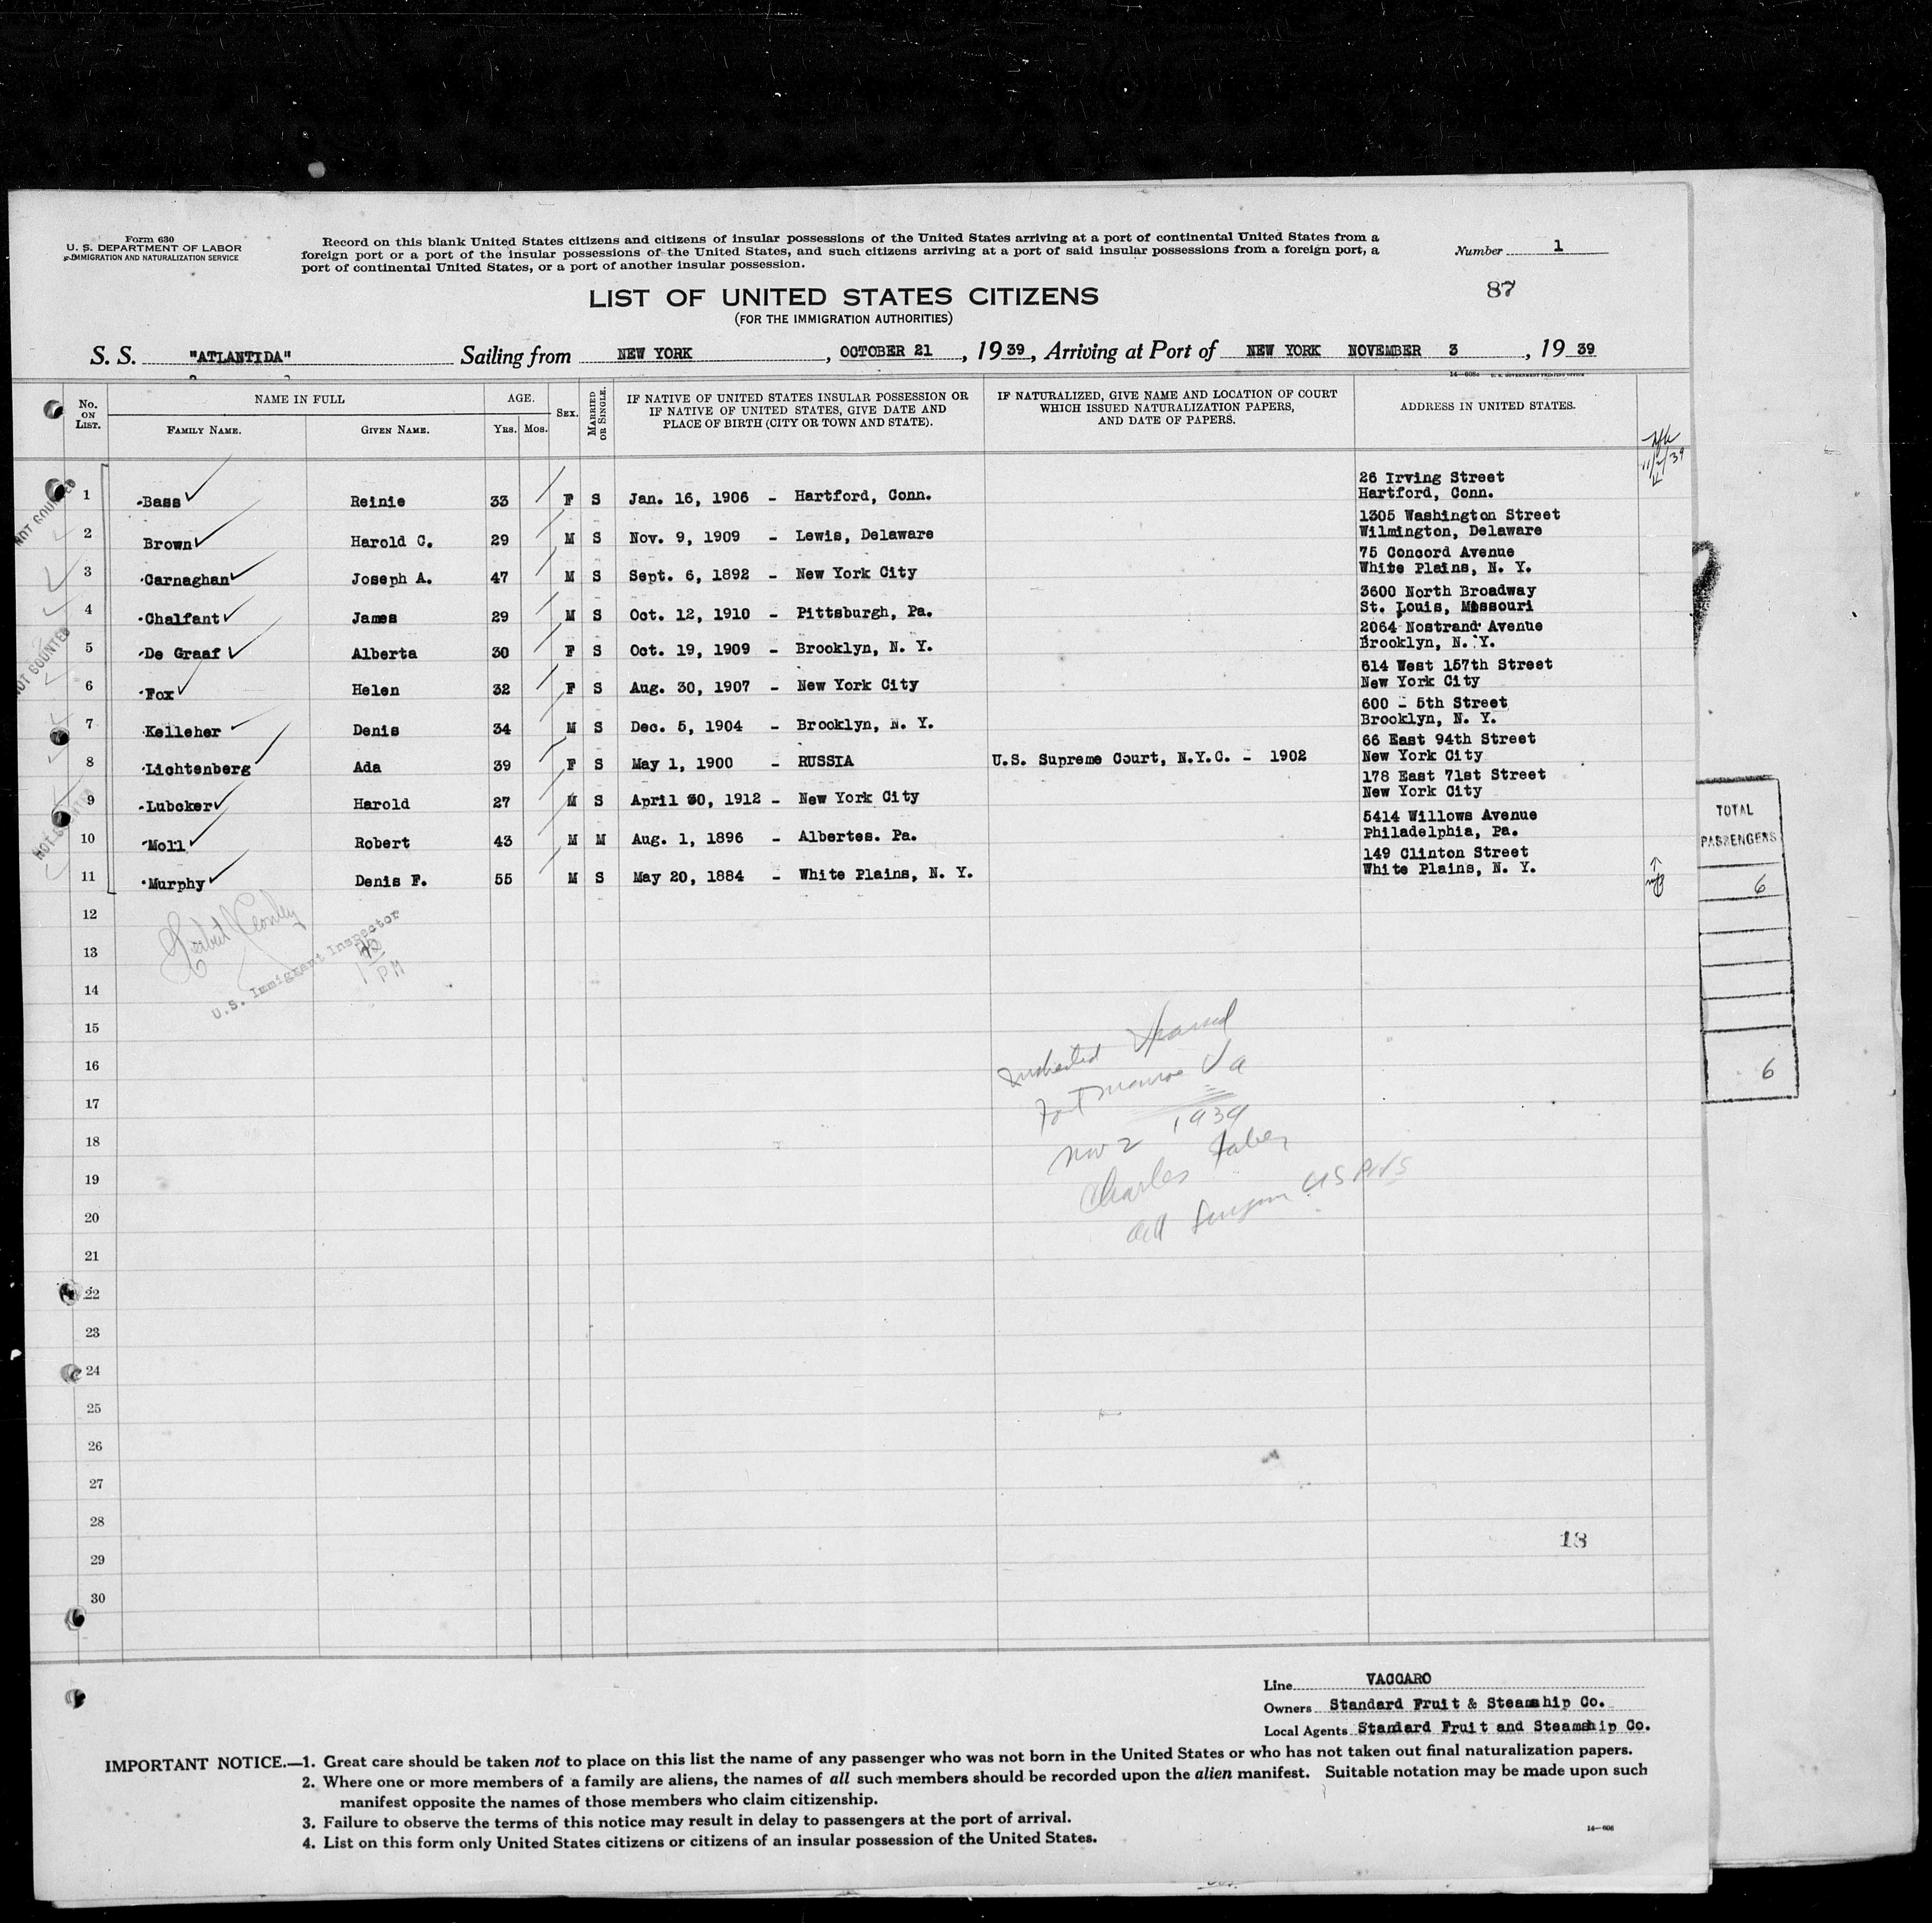 Form 630
U. S. DEPARTMENT OF LABOR
IMMIGRATION AND NATURALIZATION SERVICE
Record on this blank United States citizens and citizens of insular possessions of the United States arriving at a port of continental United States from a
foreign port or a port of the insular possessions of the United States, and such citizens arriving at a port of said insular possessions from a foreign port, a
port of continental United States, or a port of another insular possession.
Number 1
87
LIST OF UNITED STATES CITIZENS
(FOR THE IMMIGRATION AUTHORITIES)
S. S. "ATLANTIDA" Sailing from NEW YORK, OCTOBER 21, 1939, Arriving at Port of NEW YORK NOVEMBER 3, 1939
No. ON LIST. NAME IN FULL FAMILY NAME. GIVEN NAME. AGE. YRS. MOS. SEX. MARRIED OR SINGLE. IF NATIVE OF UNITED STATES INSULAR POSSESSION OR IF NATIVE OF UNITED STATES, GIVE DATE AND PLACE OF BIRTH (CITY OR TOWN AND STATE). IF NATURALIZED, GIVE NAME AND LOCATION OF COURT WHICH ISSUED NATURALIZATION PAPERS, AND DATE OF PAPERS. ADDRESS IN UNITED STATES.
1 Bass Reinie 33 F S Jan. 16, 1906 - Hartford, Conn. 26 Irving Street Hartford, Conn.
2 Brown Harold C. 29 M S Nov. 9, 1909 - Lewis, Delaware 1305 Washington Street Wilmington, Delaware
3 Carnaghan Joseph A. 47 M S Sept. 6, 1892 - New York City 75 Concord Avenue White Plains, N. Y.
4 Chalfant James 29 M S Oct. 12, 1910 - Pittsburgh, Pa. 3600 North Broadway St. Louis, Missouri
5 De Graaf Alberta 30 F S Oct. 19, 1909 - Brooklyn, N. Y. 2064 Nostrand Avenue Brooklyn, N. Y.
6 Fox Helen 32 F S Aug. 30, 1907 - New York City 614 West 157th Street New York City
7 Kelleher Denis 34 M S Dec. 5, 1904 - Brooklyn, N. Y. 600 - 5th Street Brooklyn, N. Y.
8 Lichtenberg Ada 39 F S May 1, 1900 - RUSSIA U.S. Supreme Court, N.Y.C. - 1902 66 East 94th Street New York City
9 Lubcker Harold 27 M S April 30, 1912 - New York City 178 East 71st Street New York City
10 Moll Robert 43 M M Aug. 1, 1896 - Albertes. Pa. 5414 Willows Avenue Philadelphia, Pa.
11 Murphy Denis F. 55 M S May 20, 1884 - White Plains, N. Y. 149 Clinton Street White Plains, N. Y.
NOT COUNTED
NOT COUNTED
NOT COUNTED
12
U.S. Immigrant Inspector
PM
13
14
15
16
17
18
19
20
21
22
23
24
25
26
27
28
29
30
Fort Monroe Va
Nov 2 1939
Charles
TOTAL
PASSENGERS
6
6
18
Line VACCARO
Owners Standard Fruit & Steamship Co.
Local Agents Standard Fruit and Steamship Co.
IMPORTANT NOTICE.—1. Great care should be taken not to place on this list the name of any passenger who was not born in the United States or who has not taken out final naturalization papers.
2. Where one or more members of a family are aliens, the names of all such members should be recorded upon the alien manifest. Suitable notation may be made upon such
manifest opposite the names of those members who claim citizenship.
3. Failure to observe the terms of this notice may result in delay to passengers at the port of arrival.
4. List on this form only United States citizens or citizens of an insular possession of the United States.